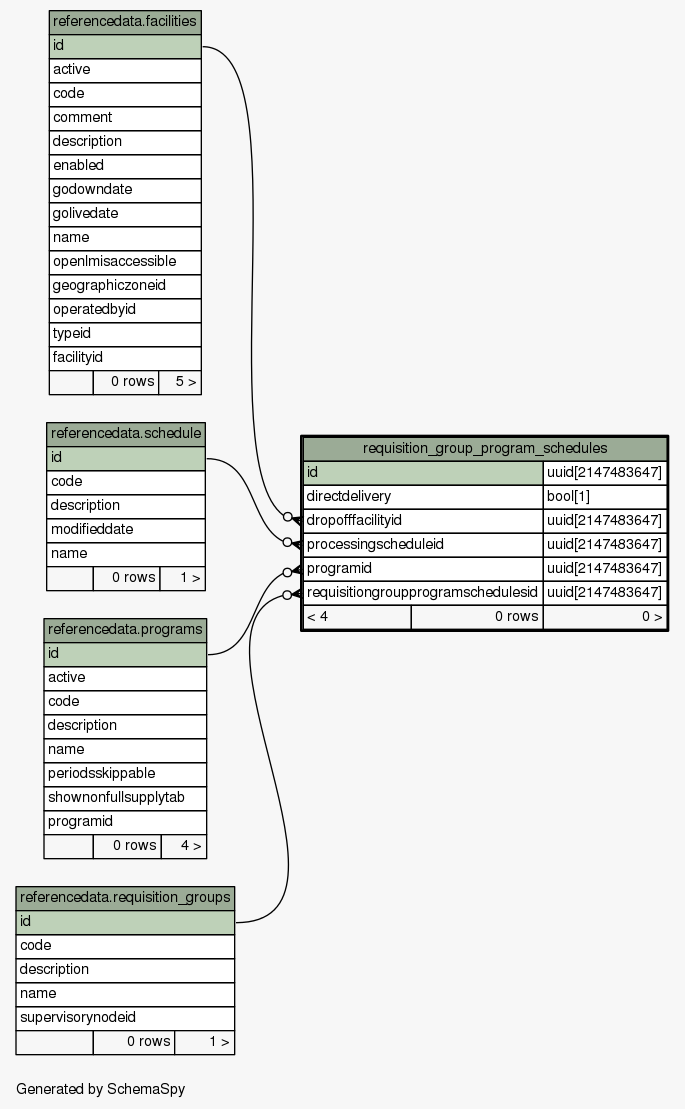 referencedata.facilities
id
active
code
comment
description
enabled
godowndate
golivedate
name
openlmisaccessible
geographiczoneid
operatedbyid
typeid
facilityid
0 rows 5 >
referencedata.schedule
id
code
description
modifieddate
name
0 rows 1 >
referencedata.programs
id
active
code
description
name
periodsskippable
shownonfullsupplytab
programid
0 rows 4 >
referencedata.requisition_groups
id
code
description
name
supervisorynodeid
0 rows 1 >
requisition_group_program_schedules
id uuid[2147483647]
directdelivery bool[1]
dropofffacilityid uuid[2147483647]
processingscheduleid uuid[2147483647]
programid uuid[2147483647]
requisitiongroupprogramschedulesid uuid[2147483647]
< 4 0 rows 0 >
Generated by SchemaSpy